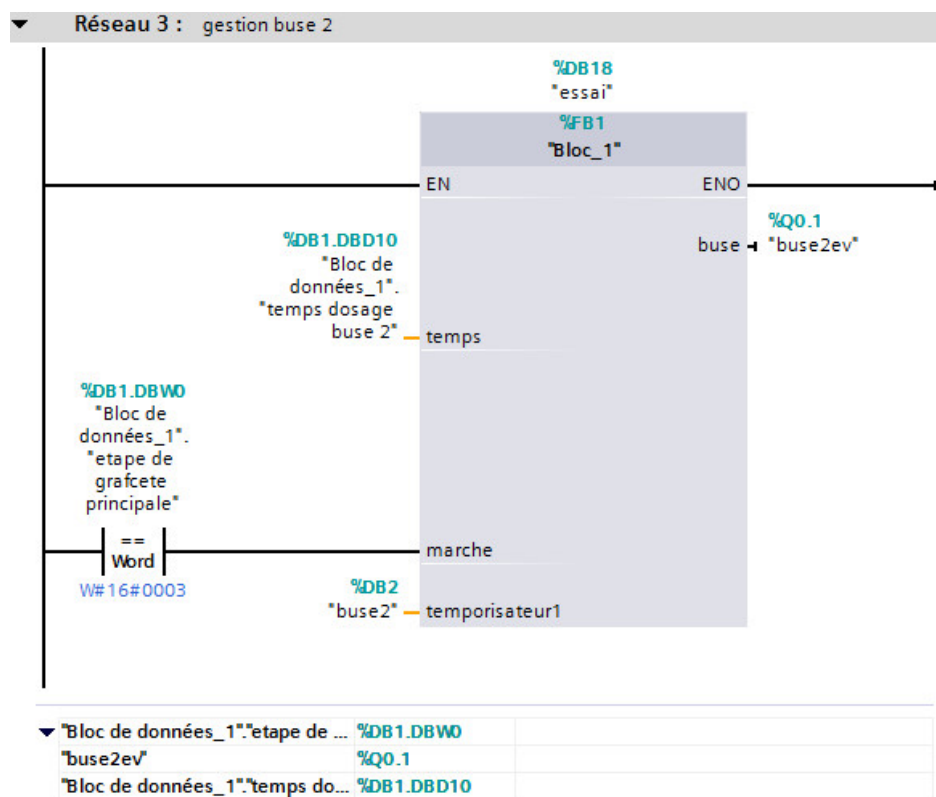 Réseau 3 : gestion buse 2
%DB18
"essai"
%FB1
"Bloc_1"
EN
ENO
%Q0.1
buse
"buse2ev"
%DB1.DBD10
"Bloc de
données_1".
"temps dosage
buse 2"
temps
%DB1.DBW0
"Bloc de
données_1".
"etape de
grafcete
principale"
==
Word
W#16#0003
marche
%DB2
"buse2"
temporisateur1
"Bloc de données_1"."etape de ... %DB1.DBW0
"buse2ev" %Q0.1
"Bloc de données_1"."temps do... %DB1.DBD10